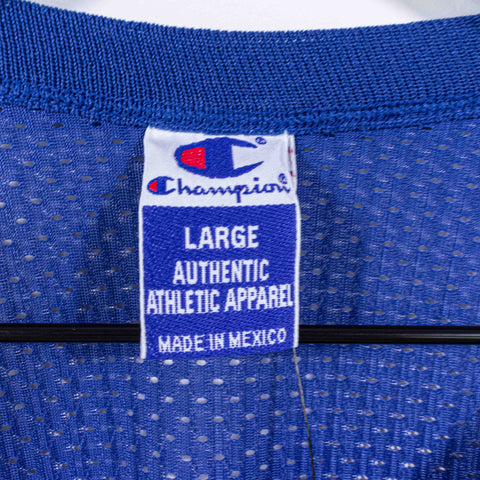 Champion
LARGE
AUTHENTIC
ATHLETIC APPAREL
MADE IN MEXICO